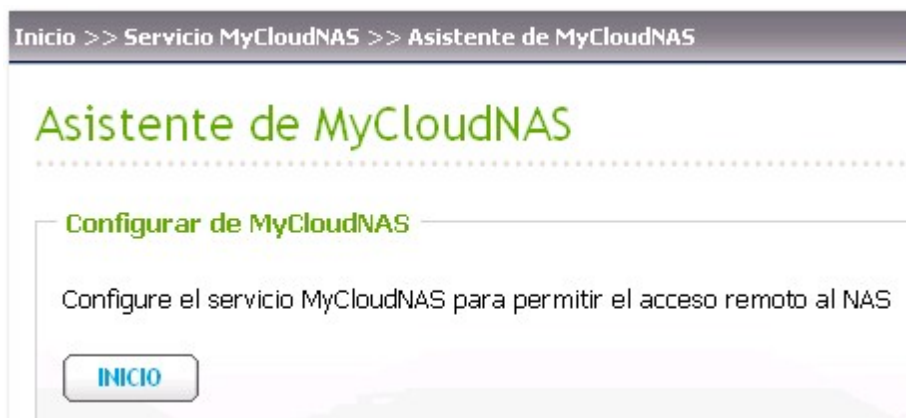 Inicio >> Servicio MyCloudNAS >> Asistente de MyCloudNAS
Asistente de MyCloudNAS
Configurar de MyCloudNAS
Configure el servicio MyCloudNAS para permitir el acceso remoto al NAS
INICIO